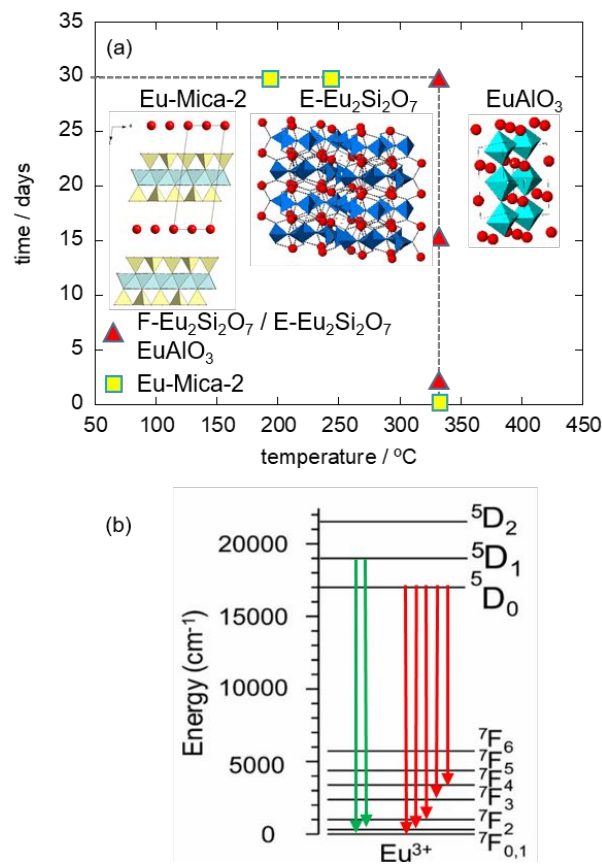 (a)
35
30
25
20
15
10
5
0
time / days
Eu-Mica-2
E-Eu₂Si₂O₇
EuAlO₃
F-Eu₂Si₂O₇ / E-Eu₂Si₂O₇
EuAlO₃
Eu-Mica-2
50 100 150 200 250 300 350 400 450
temperature / ºC
(b)
Energy (cm⁻¹)
20000
15000
10000
5000
0
⁵D₂
⁵D₁
⁵D₀
⁷F₆
⁷F₅
⁷F₄
⁷F₃
⁷F₂
⁷F₀,₁
Eu³⁺